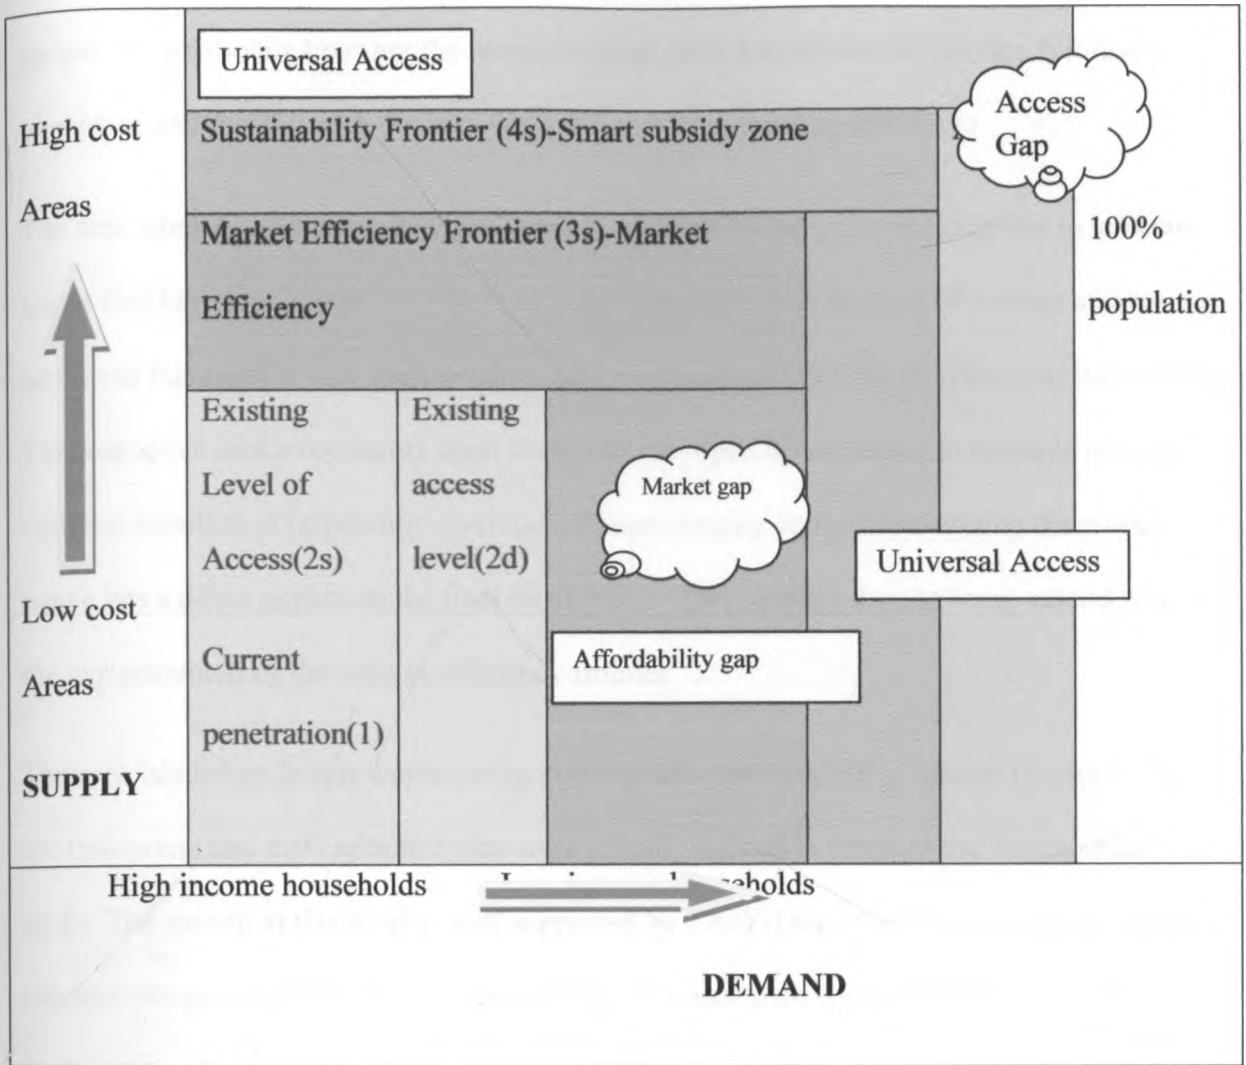 Universal Access
Access
Gap
High cost
Areas
Sustainability Frontier (4s)-Smart subsidy zone
Market Efficiency Frontier (3s)-Market
Efficiency
100%
population
Existing
Level of
Access(2s)
Current
penetration(1)
Existing
access
level(2d)
Market gap
Universal Access
Affordability gap
Low cost
Areas
SUPPLY
High income households
DEMAND